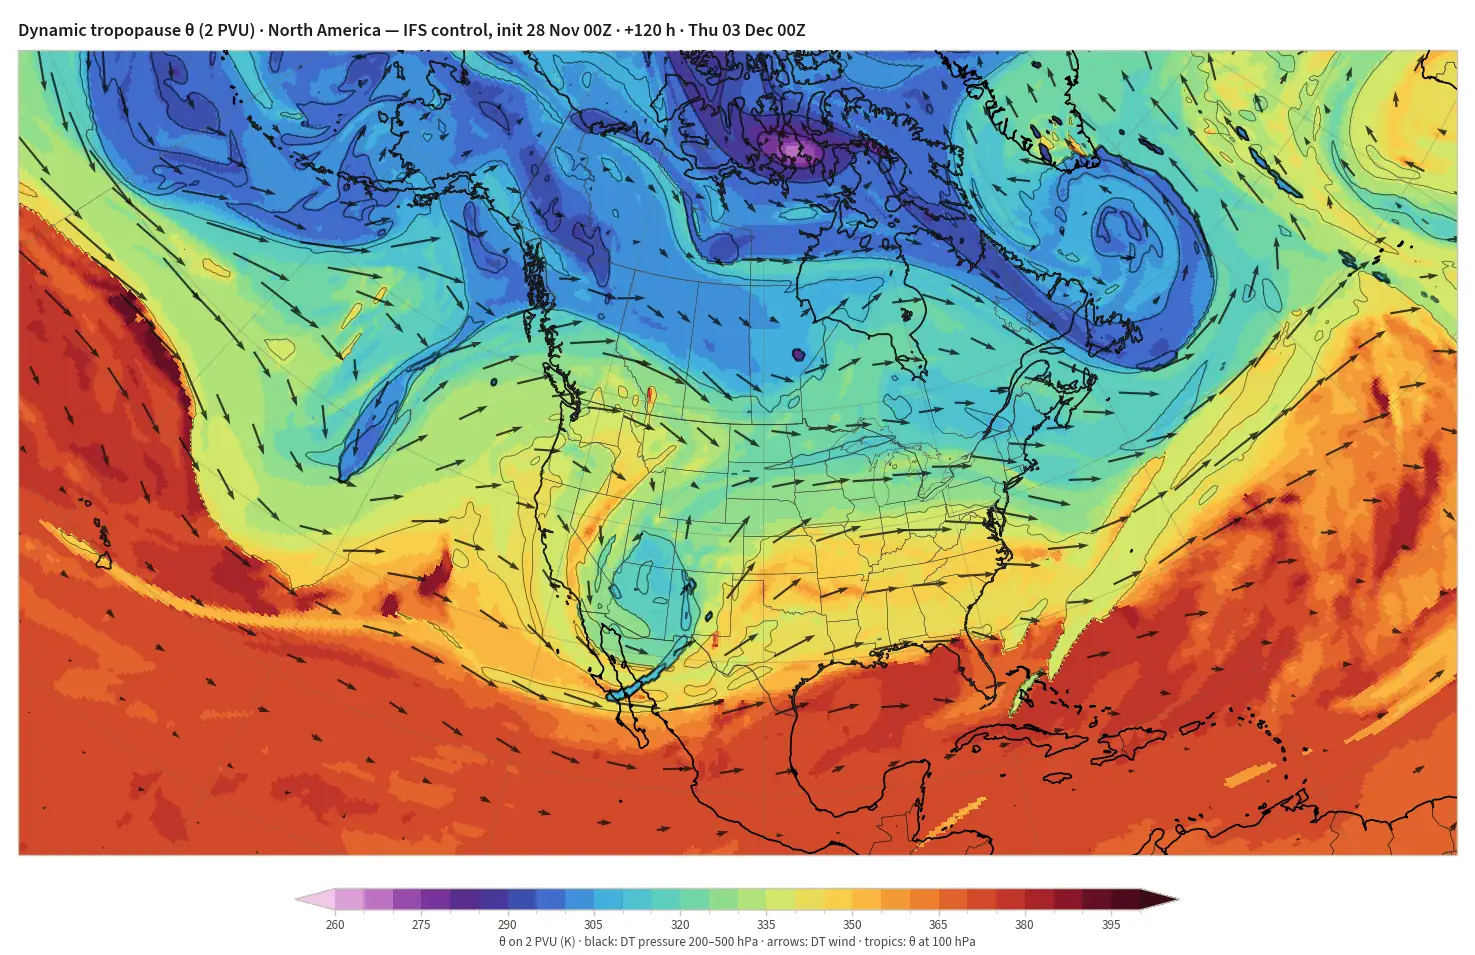 Dynamic tropopause θ (2 PVU) · North America — IFS control, init 28 Nov 00Z · +120 h · Thu 03 Dec 00Z
260 275 290 305 320 335 350 365 380 395
θ on 2 PVU (K) · black: DT pressure 200–500 hPa · arrows: DT wind · tropics: θ at 100 hPa